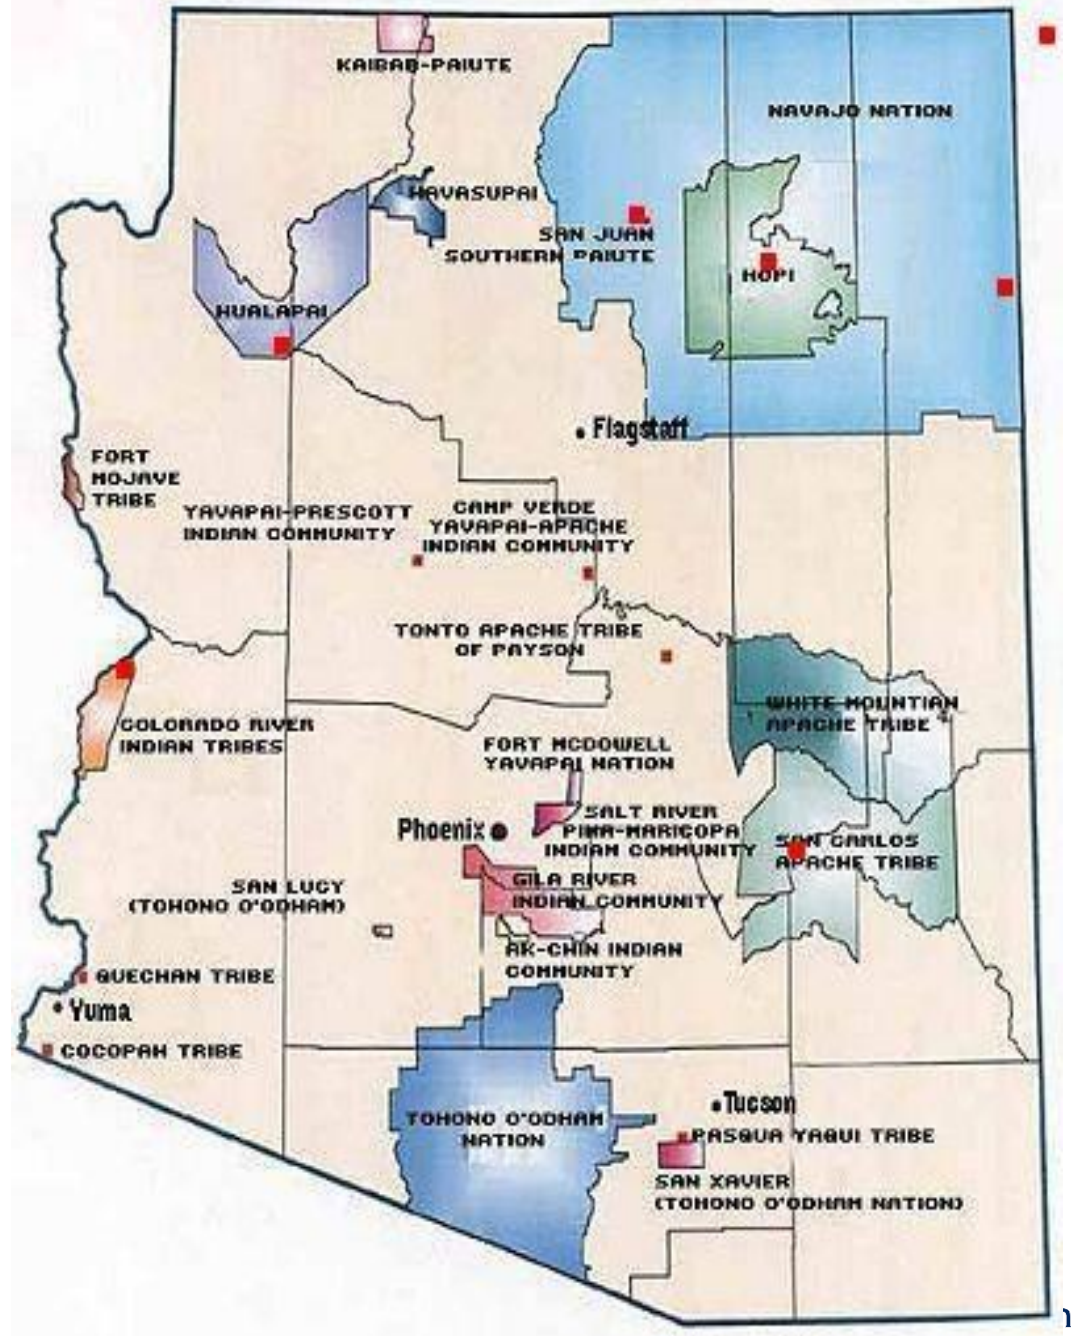 KAIBAB-PAIUTE
NAVAJO NATION
HAVASUPAI
SAN JUAN
SOUTHERN PAIUTE
HOPI
HUALAPAI
Flagstaff
FORT
MOJAVE
TRIBE
YAVAPAI-PRESCOTT
INDIAN COMMUNITY
CAMP VERDE
YAVAPAI-APACHE
INDIAN COMMUNITY
TONTO APACHE TRIBE
OF PAYSON
WHITE MOUNTIAN
APACHE TRIBE
COLORADO RIVER
INDIAN TRIBES
FORT MCDOWELL
YAVAPAI NATION
Phoenix
SALT RIVER
PIMA-MARICOPA
INDIAN COMMUNITY
SAN CARLOS
APACHE TRIBE
GILA RIVER
INDIAN COMMUNITY
SAN LUCY
(TOHONO O'ODHAM)
AK-CHIN INDIAN
COMMUNITY
QUECHAN TRIBE
Yuma
COCOPAH TRIBE
TOHONO O'ODHAM
NATION
Tucson
PASQUA YAQUI TRIBE
SAN XAVIER
(TOHONO O'ODHAM NATION)